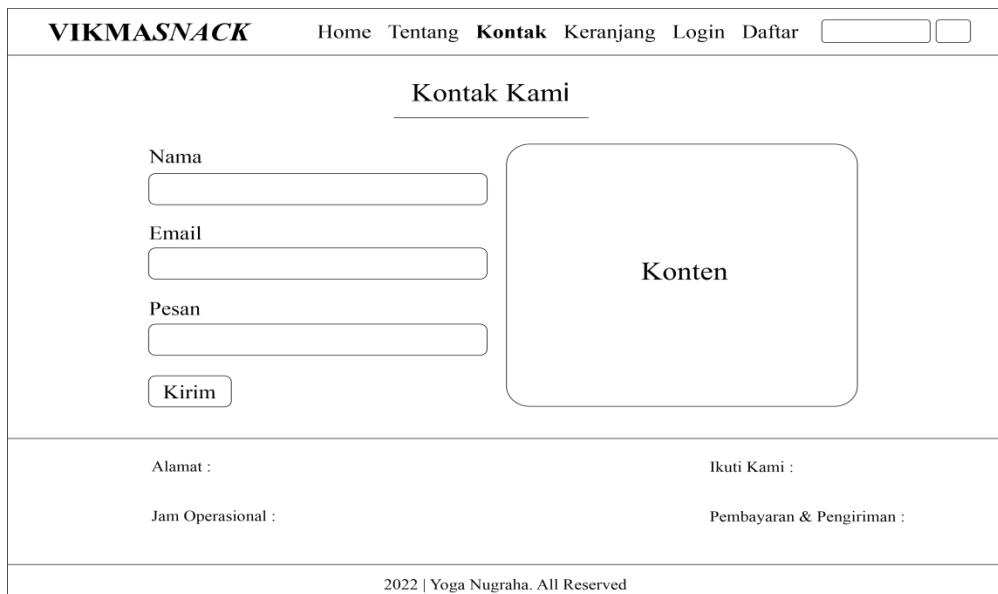 VIKMASNACK Home Tentang Kontak Keranjang Login Daftar
Kontak Kami
Nama
Email
Pesan
Kirim
Konten
Alamat :
Ikuti Kami :
Jam Operasional :
Pembayaran & Pengiriman :
2022 | Yoga Nugraha. All Reserved